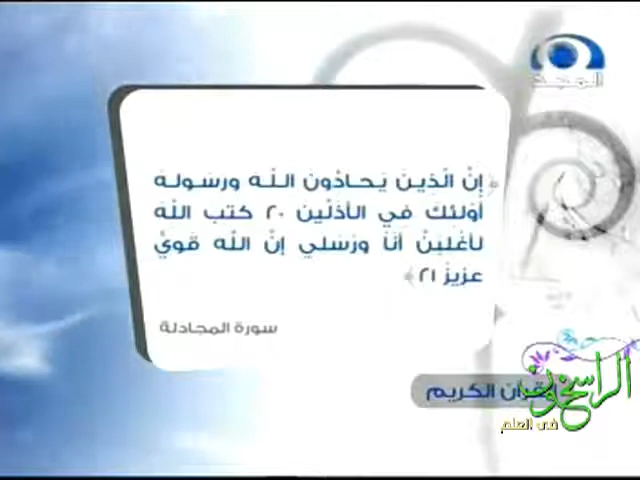 المجد
﴿إِنَّ الَّذِينَ يُحَادُّونَ اللَّهَ وَرَسُولَهُ
أُولَئِكَ فِي الْأَذَلِّينَ ٢٠ كَتَبَ اللَّهُ
لَأَغْلِبَنَّ أَنَا وَرُسُلِي إِنَّ اللَّهَ قَوِيٌّ
عَزِيزٌ ٢١﴾
سورة المجادلة
القرآن الكريم
الراسخون
في العلم